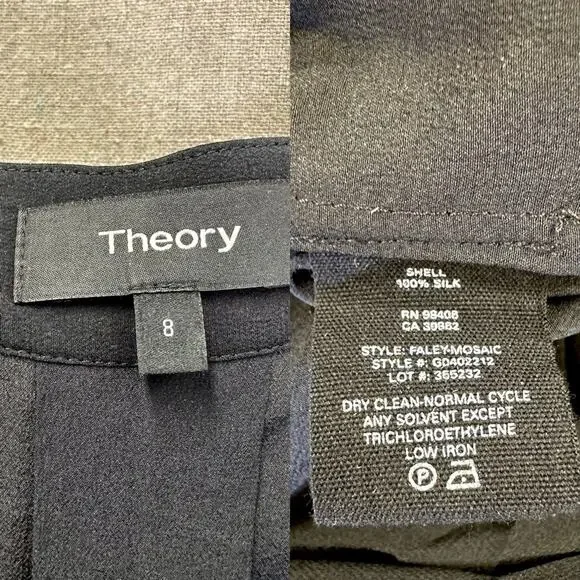 Theory
8
SHELL
100% SILK
RN 98408
CA 39882
STYLE: FALEY-MOSAIC
STYLE #: G0402212
LOT #: 365232
DRY CLEAN-NORMAL CYCLE
ANY SOLVENT EXCEPT
TRICHLOROETHYLENE
LOW IRON
P